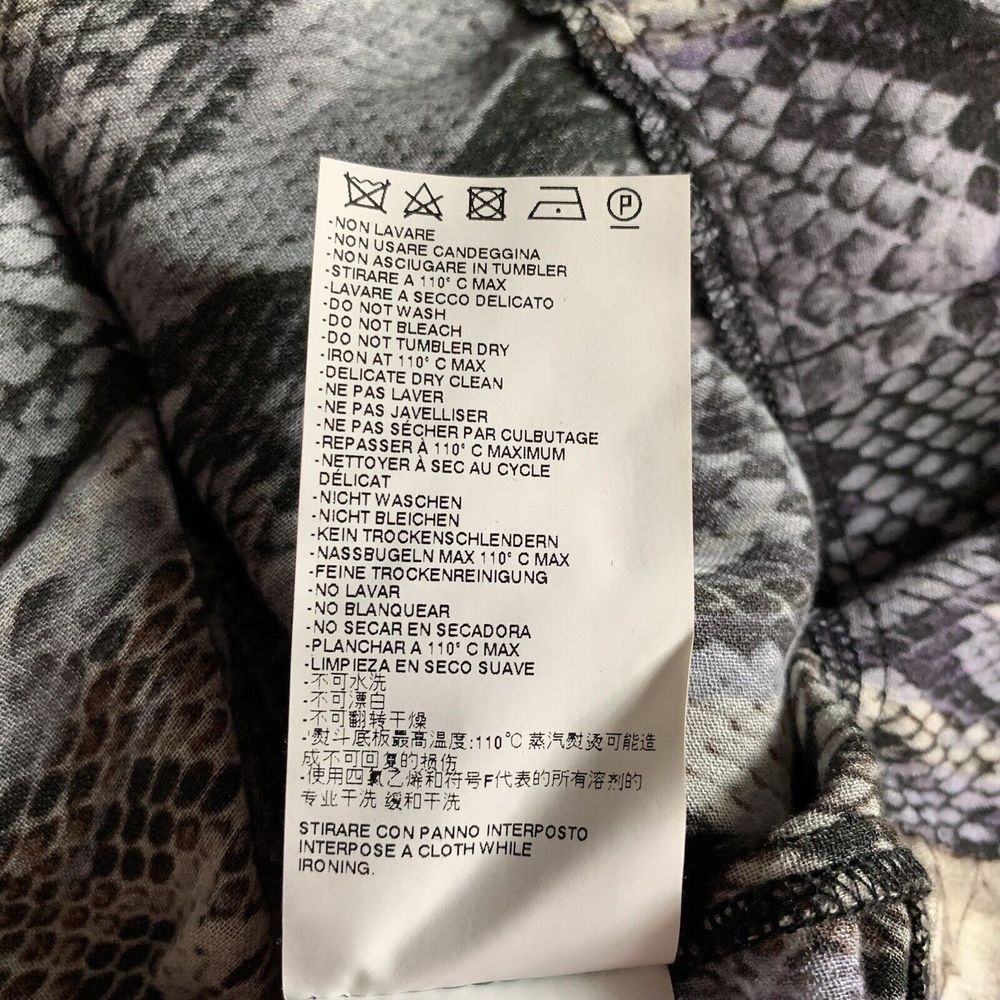 P
-NON LAVARE
-NON USARE CANDEGGINA
-NON ASCIUGARE IN TUMBLER
-STIRARE A 110° C MAX
-LAVARE A SECCO DELICATO
-DO NOT WASH
-DO NOT BLEACH
-DO NOT TUMBLER DRY
-IRON AT 110° C MAX
-DELICATE DRY CLEAN
-NE PAS LAVER
-NE PAS JAVELLISER
-NE PAS SÉCHER PAR CULBUTAGE
-REPASSER À 110° C MAXIMUM
-NETTOYER À SEC AU CYCLE
DÉLICAT
-NICHT WASCHEN
-NICHT BLEICHEN
-KEIN TROCKENSCHLENDERN
-NASSBUGELN MAX 110° C MAX
-FEINE TROCKENREINIGUNG
-NO LAVAR
-NO BLANQUEAR
-NO SECAR EN SECADORA
-PLANCHAR A 110° C MAX
-LIMPIEZA EN SECO SUAVE
-不可水洗
-不可漂白
-不可翻转干燥
-熨斗底板最高温度:110℃ 蒸汽熨烫可能造
成不可回复的损伤
-使用四氯乙烯和符号F代表的所有溶剂的
专业干洗 缓和干洗
STIRARE CON PANNO INTERPOSTO
INTERPOSE A CLOTH WHILE
IRONING.